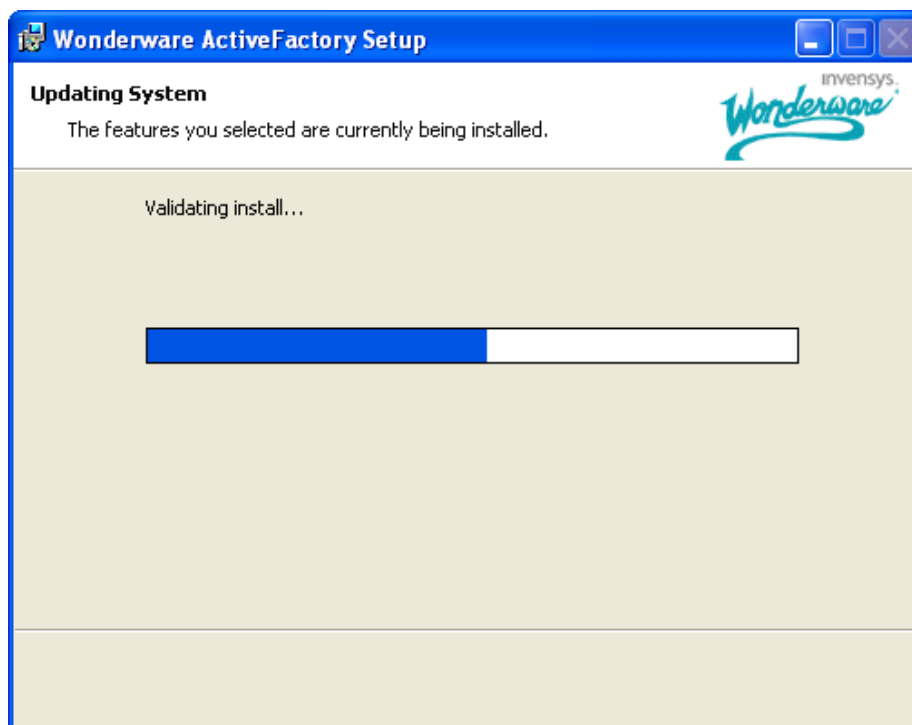 Wonderware ActiveFactory Setup
Updating System
The features you selected are currently being installed.
invensys.
Wonderware
Validating install...